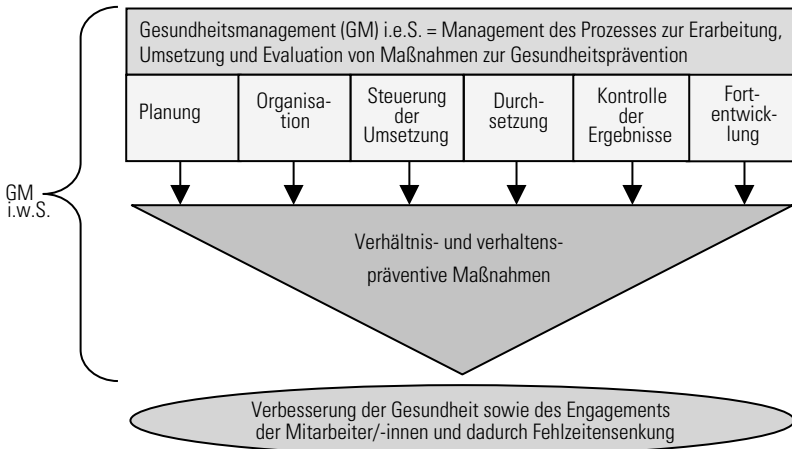 Gesundheitsmanagement (GM) i.e.S. = Management des Prozesses zur Erarbeitung,
Umsetzung und Evaluation von Maßnahmen zur Gesundheitsprävention
Planung
Organisa-
tion
Steuerung
der
Umsetzung
Durch-
setzung
Kontrolle
der
Ergebnisse
Fort-
entwick-
lung
GM
i.w.S.
Verhältnis- und verhaltens-
präventive Maßnahmen
Verbesserung der Gesundheit sowie des Engagements
der Mitarbeiter/-innen und dadurch Fehlzeitensenkung